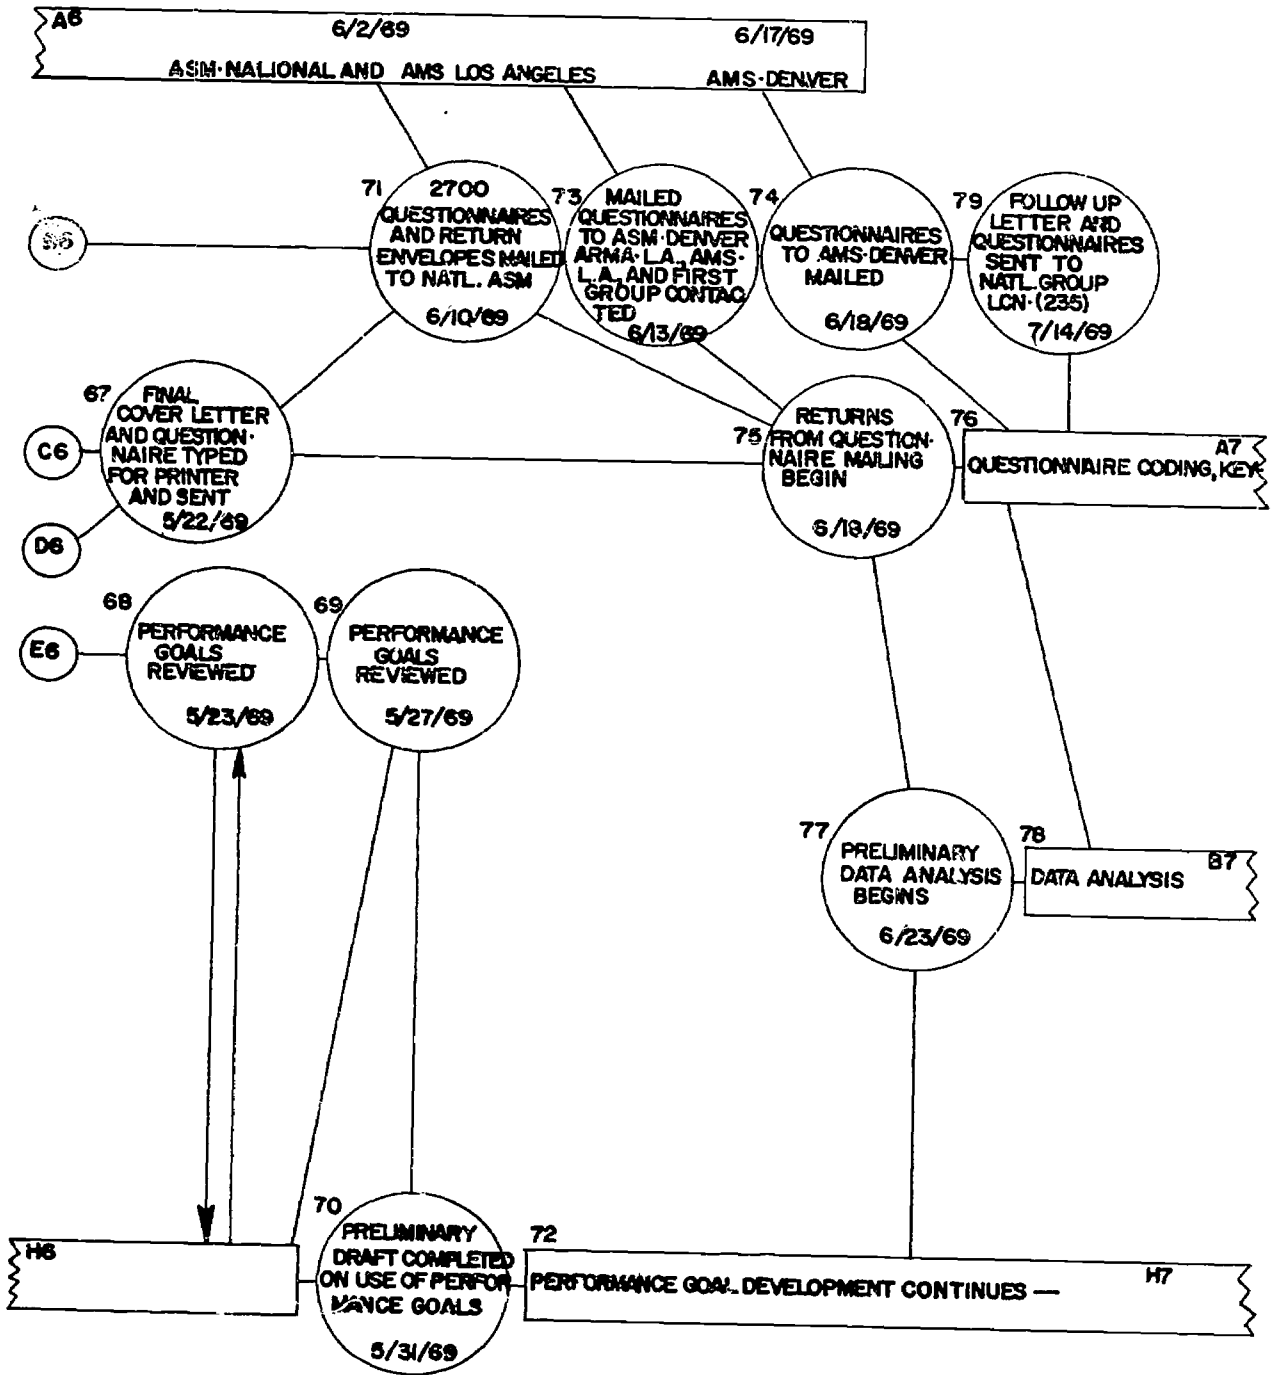 A6
6/2/69
6/17/69
ASM·NALIONAL AND AMS LOS ANGELES
AMS·DENVER
71
2700
QUESTIONNAIRES
AND RETURN
ENVELOPES MAILED
TO NATL. ASM
6/10/69
73
MAILED
QUESTIONNAIRES
TO ASM·DENVER
ARMA·L.A., AMS·
L.A., AND FIRST
GROUP CONTAC
TED
6/13/69
74
QUESTIONNAIRES
TO AMS·DENVER
MAILED
6/18/69
79
FOLLOW UP
LETTER AND
QUESTIONNAIRES
SENT TO
NATL. GROUP
LCN·(235)
7/14/69
67
FINAL
COVER LETTER
AND QUESTION·
NAIRE TYPED
FOR PRINTER
AND SENT
5/22/69
C6
D6
75
RETURNS
FROM QUESTION·
NAIRE MAILING
BEGIN
6/18/69
76
A7
QUESTIONNAIRE CODING, KEY
E6
68
PERFORMANCE
GOALS
REVIEWED
5/23/69
69
PERFORMANCE
GOALS
REVIEWED
5/27/69
77
PRELIMINARY
DATA ANALYSIS
BEGINS
6/23/69
78
B7
DATA ANALYSIS
H6
70
PRELIMINARY
DRAFT COMPLETED
ON USE OF PERFOR
MANCE GOALS
5/31/69
72
H7
PERFORMANCE GOAL DEVELOPMENT CONTINUES —